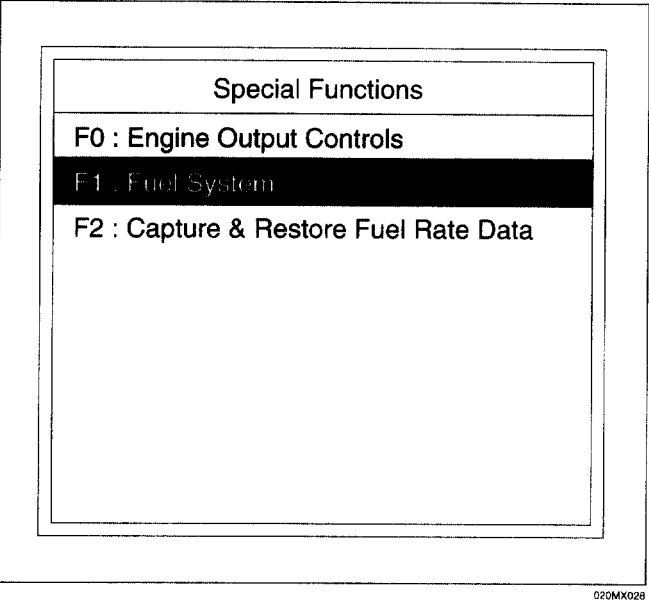 Special Functions
F0 : Engine Output Controls
F1 : Fuel System
F2 : Capture & Restore Fuel Rate Data
020MX028